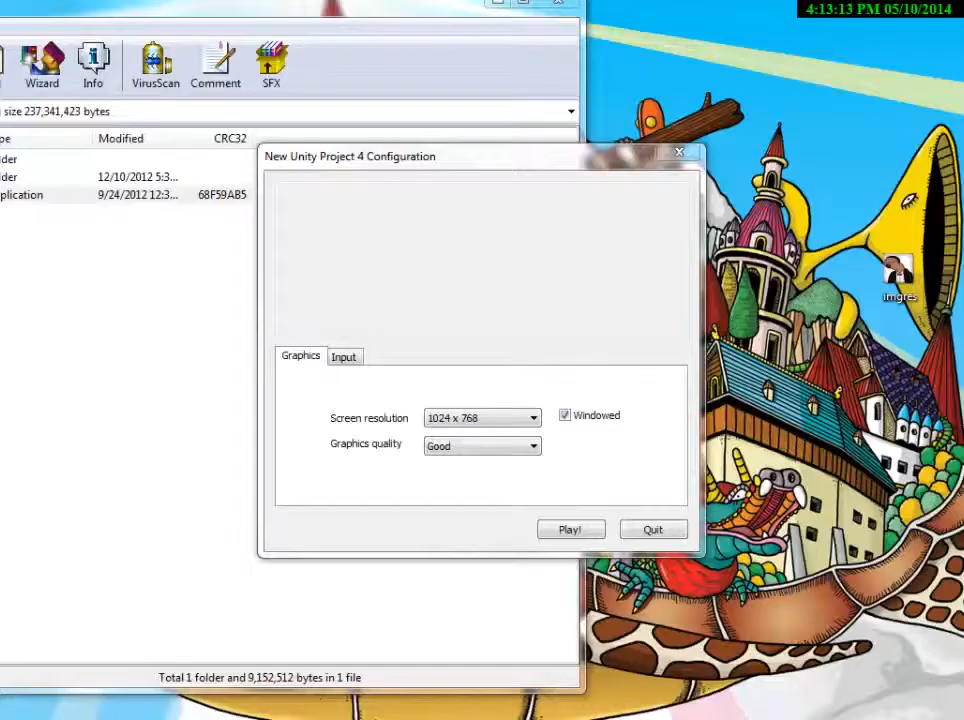 4:13:13 PM 05/10/2014
Wizard Info VirusScan Comment SFX
size 237,341,423 bytes
Modified CRC32
12/10/2012 5:3...
9/24/2012 12:3... 68F59AB5
New Unity Project 4 Configuration
imgres
Graphics Input
Screen resolution 1024 x 768 Windowed
Graphics quality Good
Play! Quit
Total 1 folder and 9,152,512 bytes in 1 file